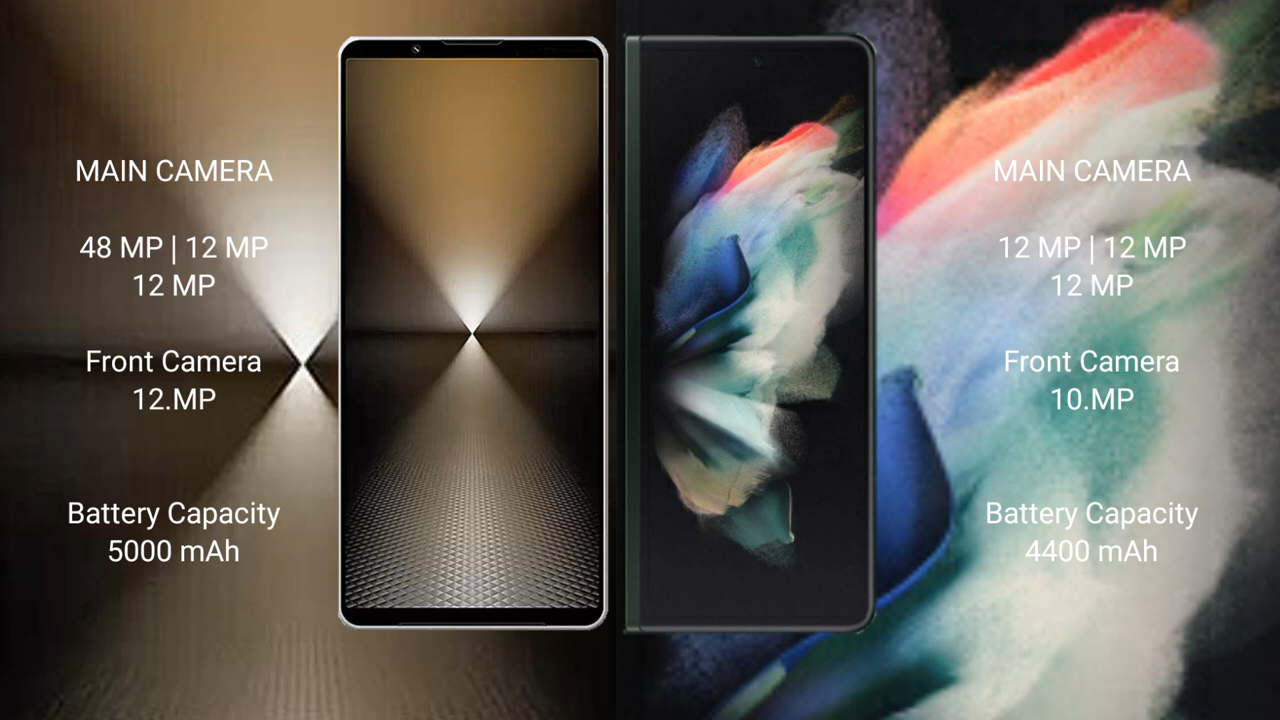 MAIN CAMERA
48 MP | 12 MP
12 MP
Front Camera
12.MP
Battery Capacity
5000 mAh
MAIN CAMERA
12 MP | 12 MP
12 MP
Front Camera
10.MP
Battery Capacity
4400 mAh